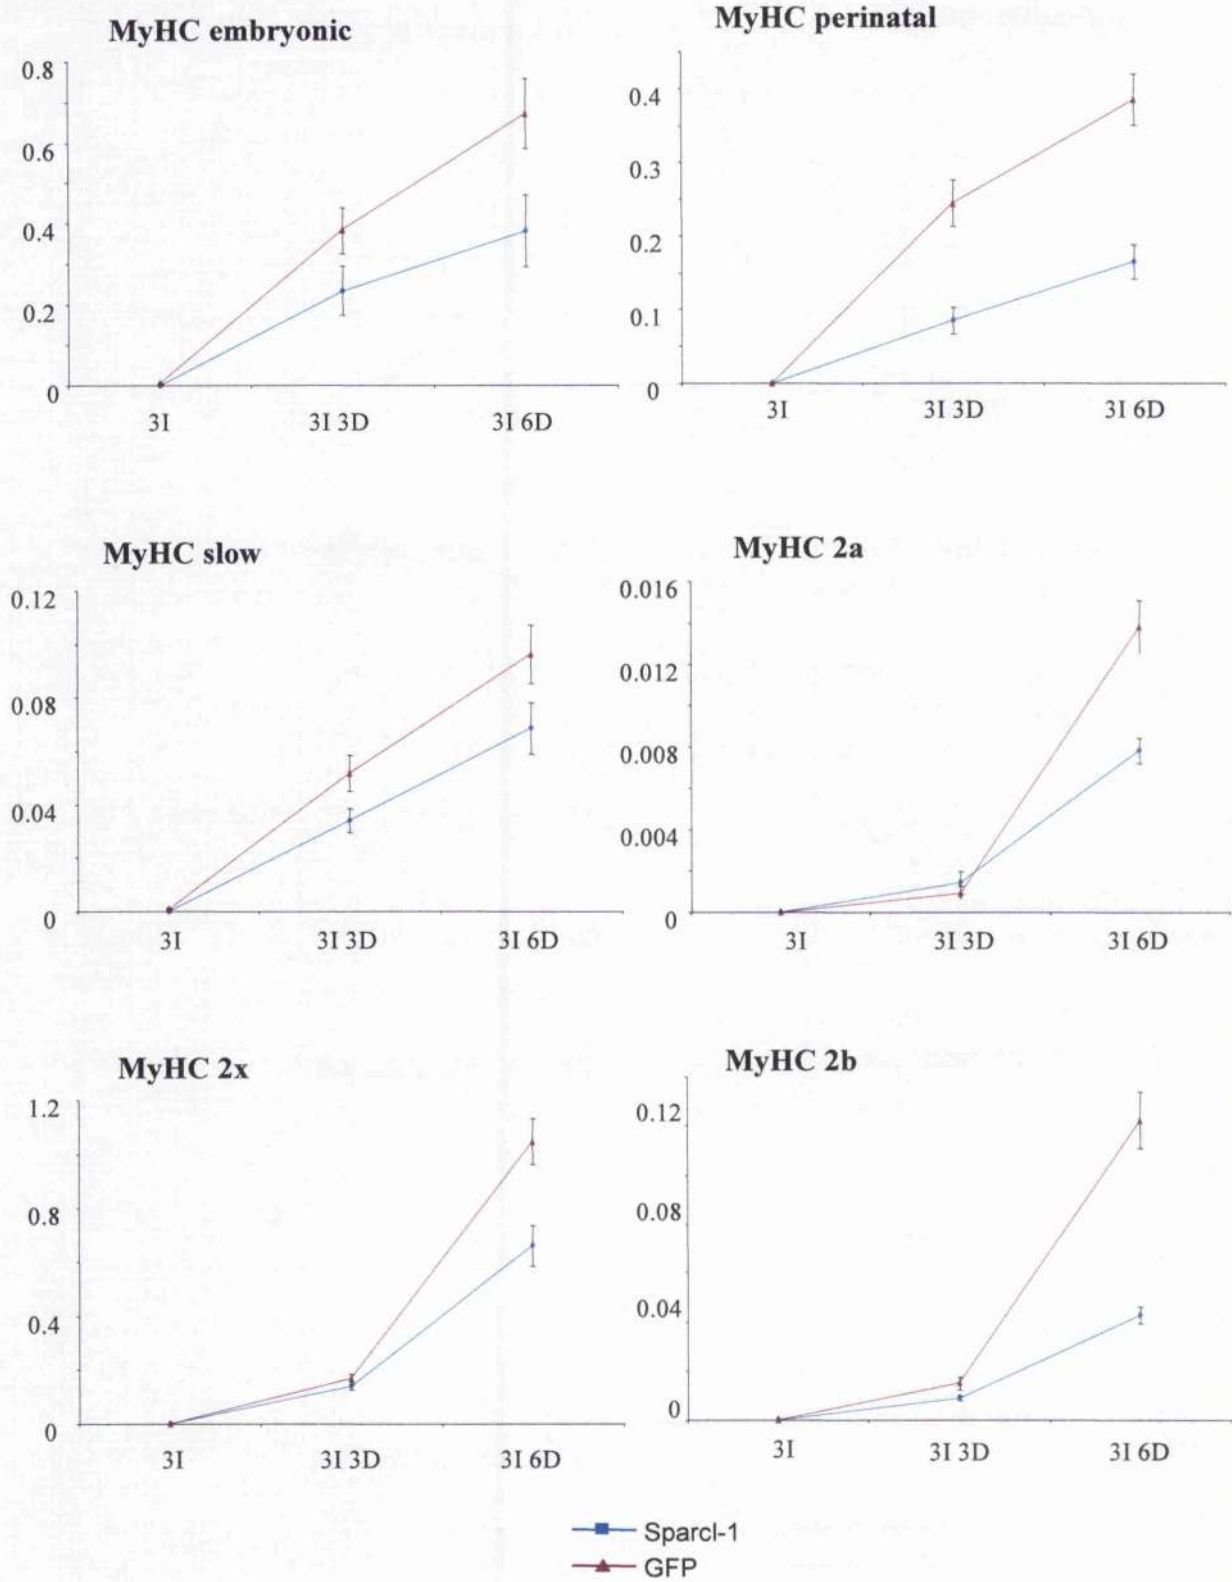 MyHC embryonic
0.8
0.6
0.4
0.2
0
3I
3I 3D
3I 6D
MyHC perinatal
0.4
0.3
0.2
0.1
0
3I
3I 3D
3I 6D
MyHC slow
0.12
0.08
0.04
0
3I
3I 3D
3I 6D
MyHC 2a
0.016
0.012
0.008
0.004
0
3I
3I 3D
3I 6D
MyHC 2x
1.2
0.8
0.4
0
3I
3I 3D
3I 6D
MyHC 2b
0.12
0.08
0.04
0
3I
3I 3D
3I 6D
Sparcl-1
GFP